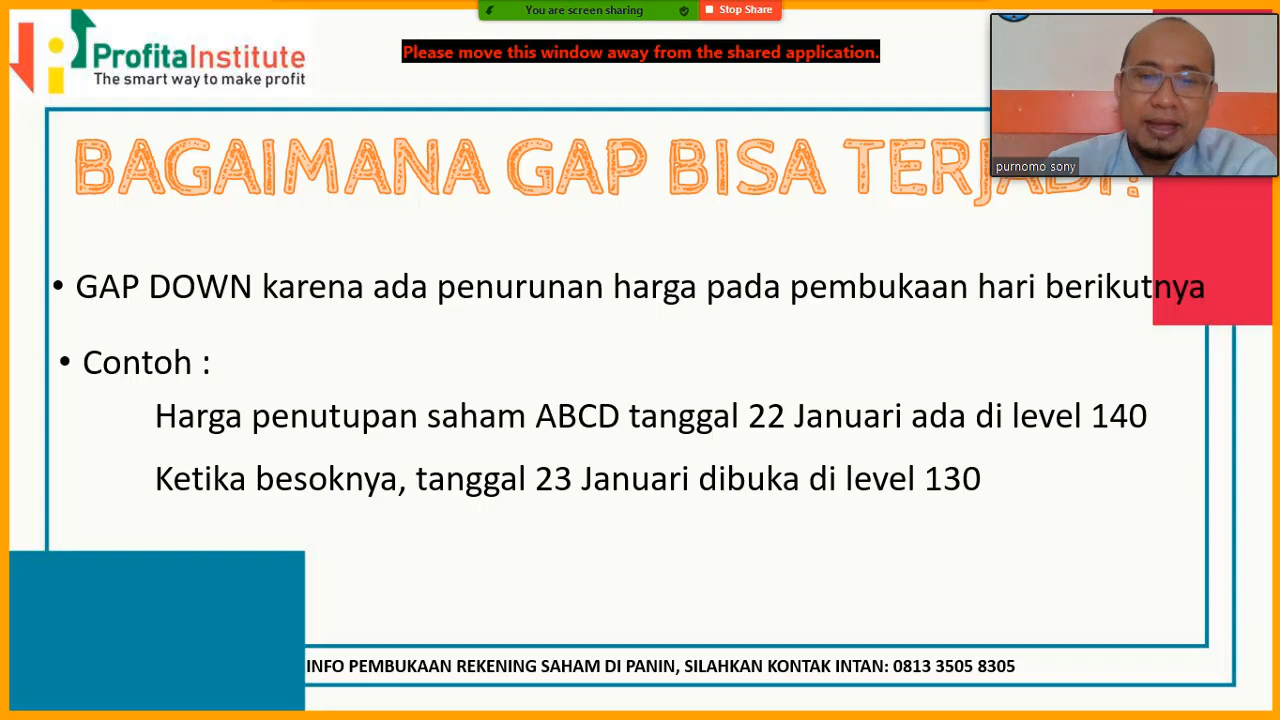 You are screen sharing
Stop Share
Please move this window away from the shared application.
ProfitaInstitute
The smart way to make profit
purnomo sony
BAGAIMANA GAP BISA TERJADI?
• GAP DOWN karena ada penurunan harga pada pembukaan hari berikutnya
• Contoh :
Harga penutupan saham ABCD tanggal 22 Januari ada di level 140
Ketika besoknya, tanggal 23 Januari dibuka di level 130
INFO PEMBUKAAN REKENING SAHAM DI PANIN, SILAHKAN KONTAK INTAN: 0813 3505 8305